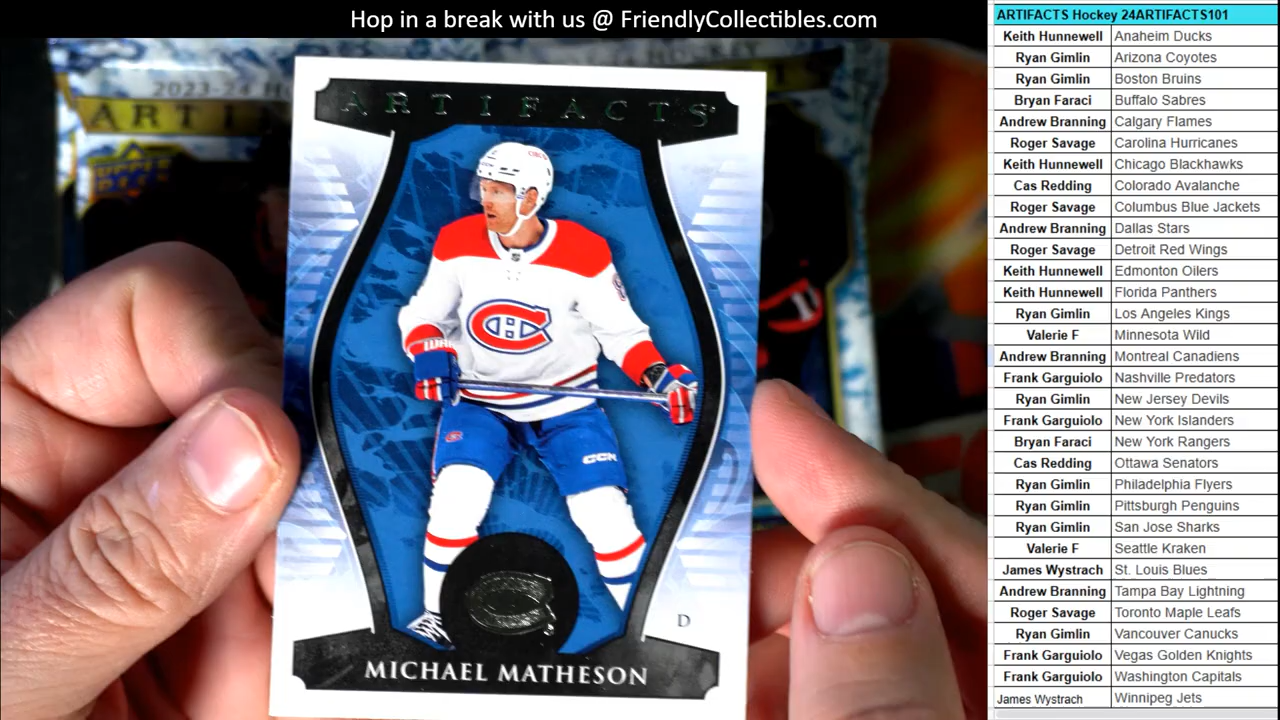 Hop in a break with us @ FriendlyCollectibles.com
2023-24
ARTI
ARTIFACTS
CCM
D
MICHAEL MATHESON
ARTIFACTS Hockey 24ARTIFACTS101
Keith Hunnewell Anaheim Ducks
Ryan Gimlin Arizona Coyotes
Ryan Gimlin Boston Bruins
Bryan Faraci Buffalo Sabres
Andrew Branning Calgary Flames
Roger Savage Carolina Hurricanes
Keith Hunnewell Chicago Blackhawks
Cas Redding Colorado Avalanche
Roger Savage Columbus Blue Jackets
Andrew Branning Dallas Stars
Roger Savage Detroit Red Wings
Keith Hunnewell Edmonton Oilers
Keith Hunnewell Florida Panthers
Ryan Gimlin Los Angeles Kings
Valerie F Minnesota Wild
Andrew Branning Montreal Canadiens
Frank Garguiolo Nashville Predators
Ryan Gimlin New Jersey Devils
Frank Garguiolo New York Islanders
Bryan Faraci New York Rangers
Cas Redding Ottawa Senators
Ryan Gimlin Philadelphia Flyers
Ryan Gimlin Pittsburgh Penguins
Ryan Gimlin San Jose Sharks
Valerie F Seattle Kraken
James Wystrach St. Louis Blues
Andrew Branning Tampa Bay Lightning
Roger Savage Toronto Maple Leafs
Ryan Gimlin Vancouver Canucks
Frank Garguiolo Vegas Golden Knights
Frank Garguiolo Washington Capitals
James Wystrach Winnipeg Jets